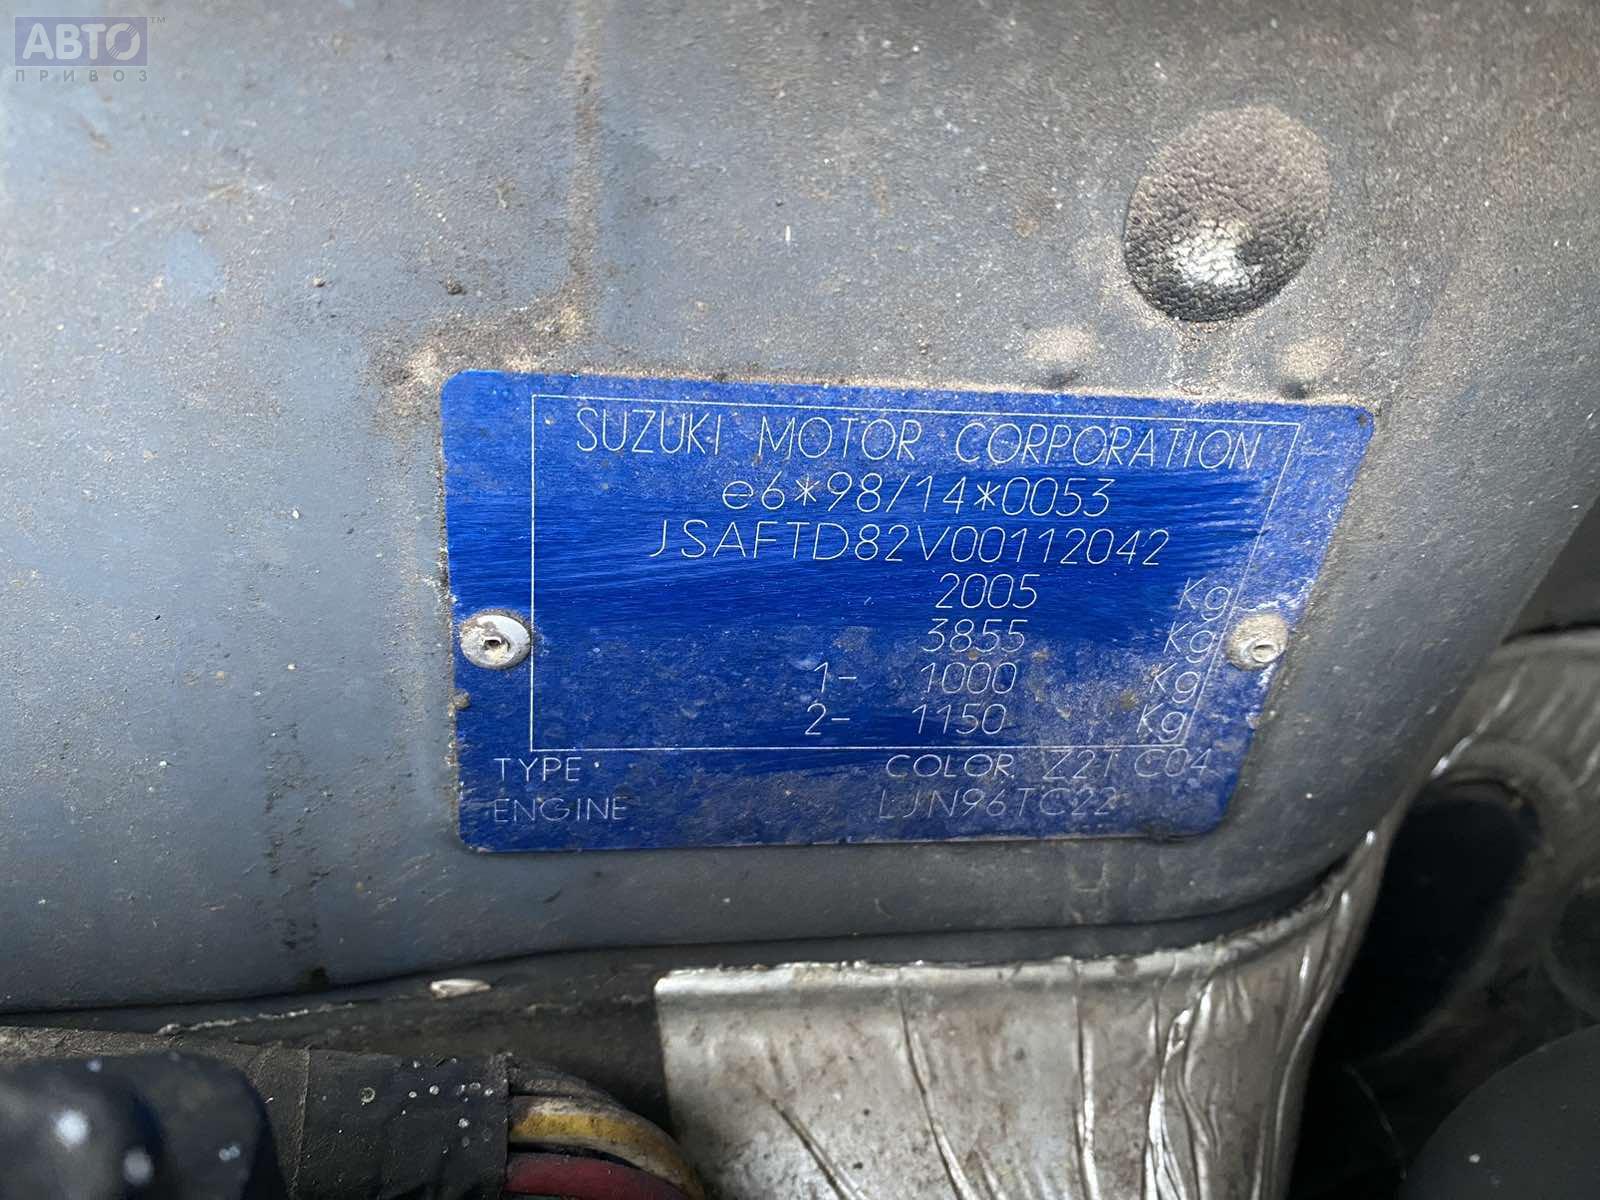 АВТО™
ПРИВОЗ
SUZUKI MOTOR CORPORATION
e6*98/14*0053
JSAFTD82V00112042
2005 Kg
3855 Kg
1- 1000 Kg
2- 1150 Kg
TYPE COLOR Z2T C04
ENGINE LJN96TC22